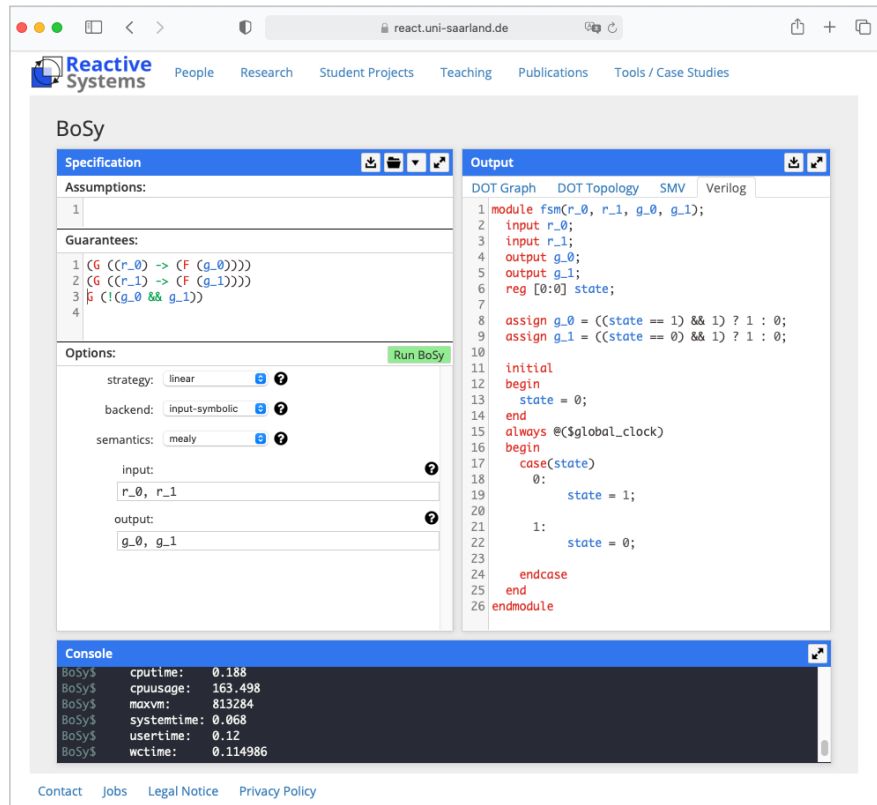 react.uni-saarland.de
Reactive
Systems
People Research Student Projects Teaching Publications Tools / Case Studies
BoSy
Specification
Assumptions:
1
Guarantees:
1 (G ((r_0) -> (F (g_0))))
2 (G ((r_1) -> (F (g_1))))
3 G (!(g_0 && g_1))
4
Options:
Run BoSy
strategy: linear
backend: input-symbolic
semantics: mealy
input:
r_0, r_1
output:
g_0, g_1
Output
DOT Graph DOT Topology SMV Verilog
1 module fsm(r_0, r_1, g_0, g_1);
2 input r_0;
3 input r_1;
4 output g_0;
5 output g_1;
6 reg [0:0] state;
7
8 assign g_0 = ((state == 1) && 1) ? 1 : 0;
9 assign g_1 = ((state == 0) && 1) ? 1 : 0;
10
11 initial
12 begin
13 state = 0;
14 end
15 always @($global_clock)
16 begin
17 case(state)
18 0:
19 state = 1;
20
21 1:
22 state = 0;
23
24 endcase
25 end
26 endmodule
Console
BoSy$ cputime: 0.188
BoSy$ cpuusage: 163.498
BoSy$ maxvm: 813284
BoSy$ systemtime: 0.068
BoSy$ usertime: 0.12
BoSy$ wctime: 0.114986
Contact Jobs Legal Notice Privacy Policy